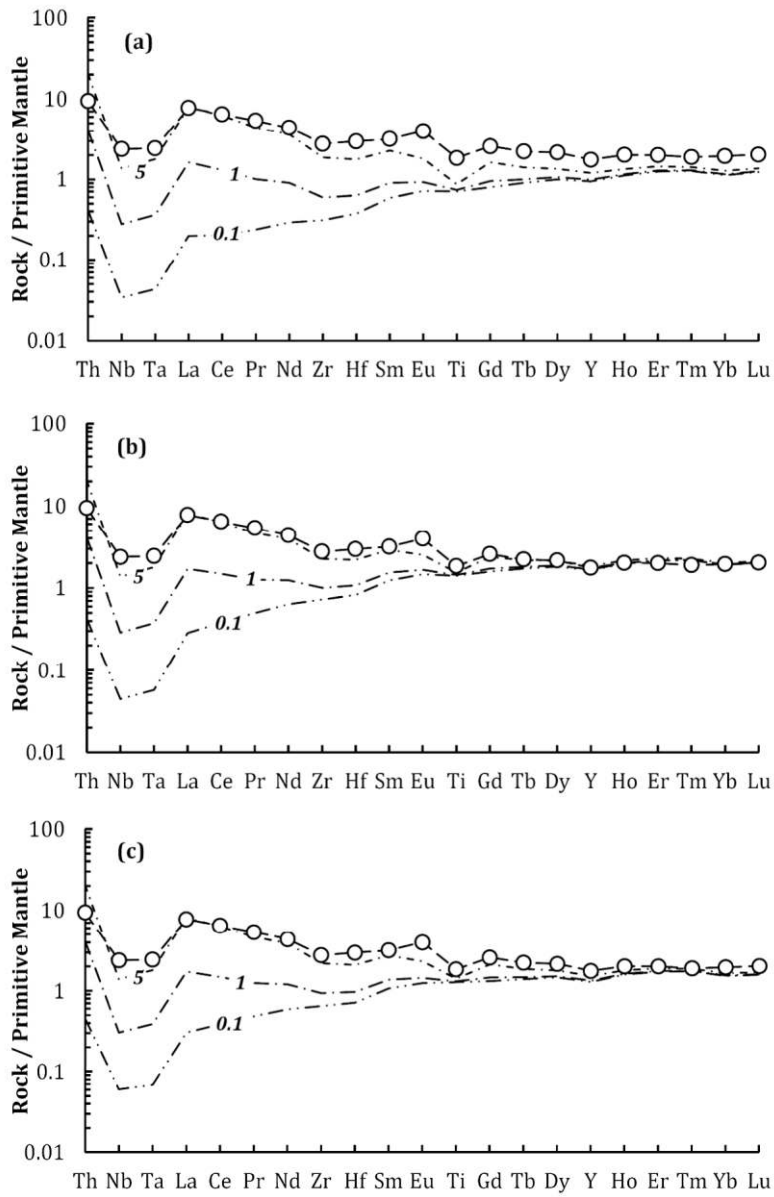 100
(a)
10
5
1
1
0.1
0.1
0.01
Rock / Primitive Mantle
Th Nb Ta La Ce Pr Nd Zr Hf Sm Eu Ti Gd Tb Dy Y Ho Er Tm Yb Lu
100
(b)
10
5
1
1
0.1
0.1
0.01
Rock / Primitive Mantle
Th Nb Ta La Ce Pr Nd Zr Hf Sm Eu Ti Gd Tb Dy Y Ho Er Tm Yb Lu
100
(c)
10
5
1
1
0.1
0.1
0.01
Rock / Primitive Mantle
Th Nb Ta La Ce Pr Nd Zr Hf Sm Eu Ti Gd Tb Dy Y Ho Er Tm Yb Lu